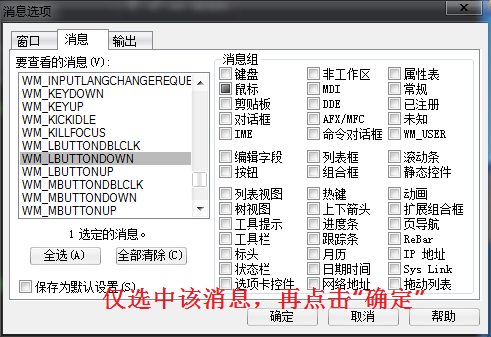 消息选项
窗口 消息 输出
要查看的消息(V):
WM_INPUTLANGCHANGEREQUE
WM_KEYDOWN
WM_KEYUP
WM_KICKIDLE
WM_KILLFOCUS
WM_LBUTTONDBLCLK
WM_LBUTTONDOWN
WM_LBUTTONUP
WM_MBUTTONDBLCLK
WM_MBUTTONDOWN
WM_MBUTTONUP
1 选定的消息。
全选(A) 全部清除(C)
保存为默认设置(S)
消息组
键盘 非工作区 属性表
鼠标 MDI 常规
剪贴板 DDE 已注册
对话框 AFX/MFC 未知
IME 命令对话框 WM_USER
编辑字段 列表框 滚动条
按钮 组合框 静态控件
列表视图 热键 动画
树视图 上下箭头 扩展组合框
工具提示 进度条 页导航
工具栏 跟踪条 ReBar
标头 月历 IP 地址
状态栏 日期时间 Sys Link
选项卡控件 网络地址 拖动列表
仅选中该消息，再点击“确定”
确定 取消 帮助